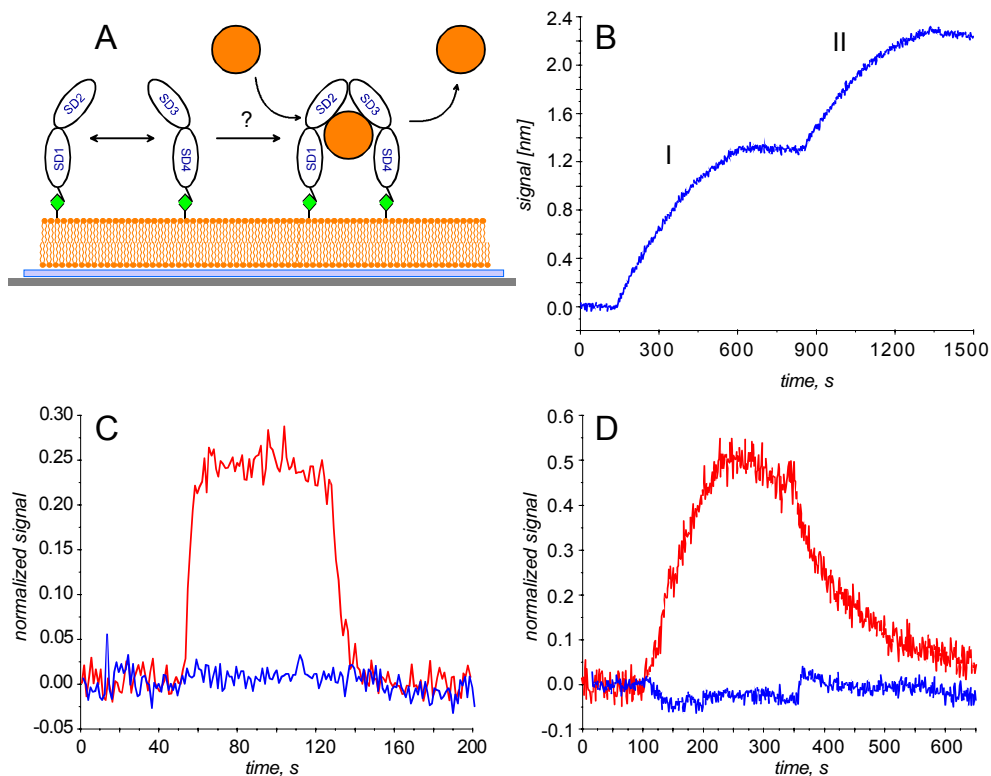 A
SD2
SD3
?
SD2
SD3
SD1
SD4
SD1
SD4
B
II
I
signal [nm]
2.4
2.0
1.6
1.2
0.8
0.4
0.0
0 300 600 900 1200 1500
time, s
C
normalized signal
0.30
0.25
0.20
0.15
0.10
0.05
0.00
-0.05
0 40 80 120 160 200
time, s
D
normalized signal
0.6
0.5
0.4
0.3
0.2
0.1
0.0
-0.1
0 100 200 300 400 500 600
time, s